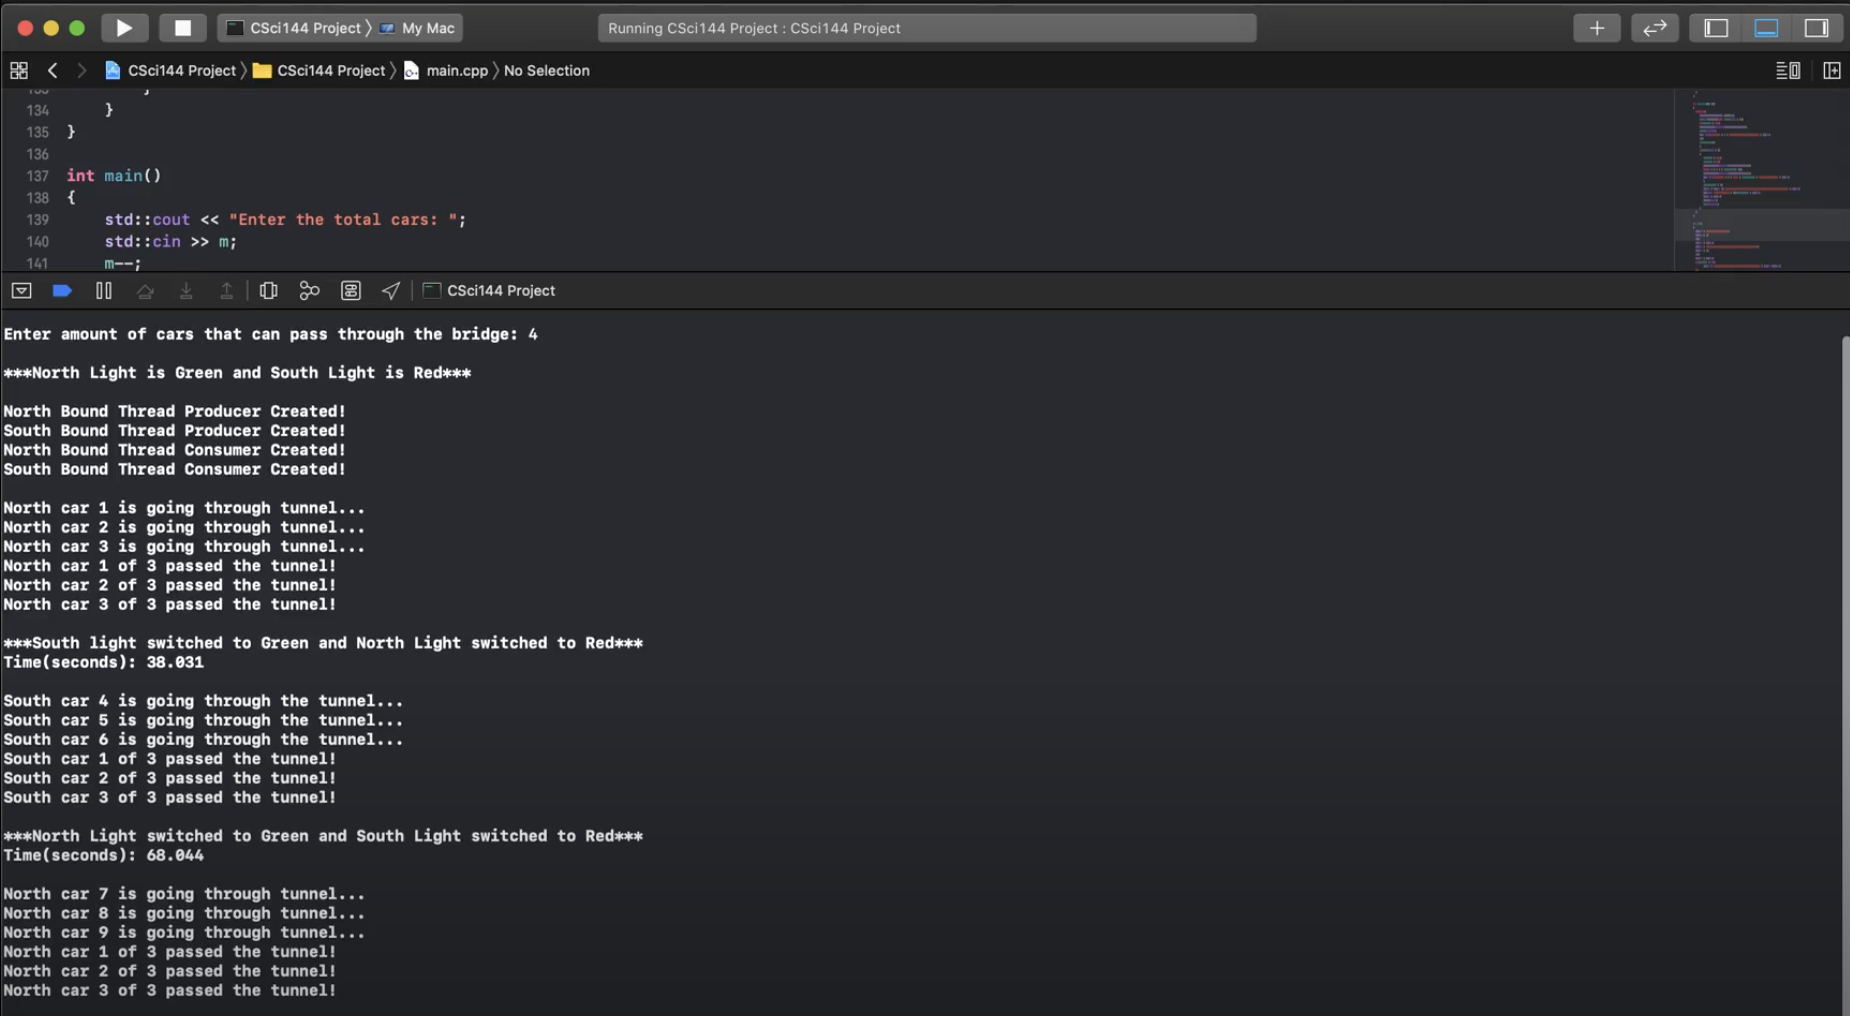 CSci144 Project 〉 My Mac
Running CSci144 Project : CSci144 Project
CSci144 Project 〉 CSci144 Project 〉 main.cpp 〉 No Selection
134 }
135 }
136
137 int main()
138 {
139 std::cout << "Enter the total cars: ";
140 std::cin >> m;
141 m--;
CSci144 Project
Enter amount of cars that can pass through the bridge: 4
***North Light is Green and South Light is Red***
North Bound Thread Producer Created!
South Bound Thread Producer Created!
North Bound Thread Consumer Created!
South Bound Thread Consumer Created!
North car 1 is going through tunnel...
North car 2 is going through tunnel...
North car 3 is going through tunnel...
North car 1 of 3 passed the tunnel!
North car 2 of 3 passed the tunnel!
North car 3 of 3 passed the tunnel!
***South light switched to Green and North Light switched to Red***
Time(seconds): 38.031
South car 4 is going through the tunnel...
South car 5 is going through the tunnel...
South car 6 is going through the tunnel...
South car 1 of 3 passed the tunnel!
South car 2 of 3 passed the tunnel!
South car 3 of 3 passed the tunnel!
***North Light switched to Green and South Light switched to Red***
Time(seconds): 68.044
North car 7 is going through tunnel...
North car 8 is going through tunnel...
North car 9 is going through tunnel...
North car 1 of 3 passed the tunnel!
North car 2 of 3 passed the tunnel!
North car 3 of 3 passed the tunnel!